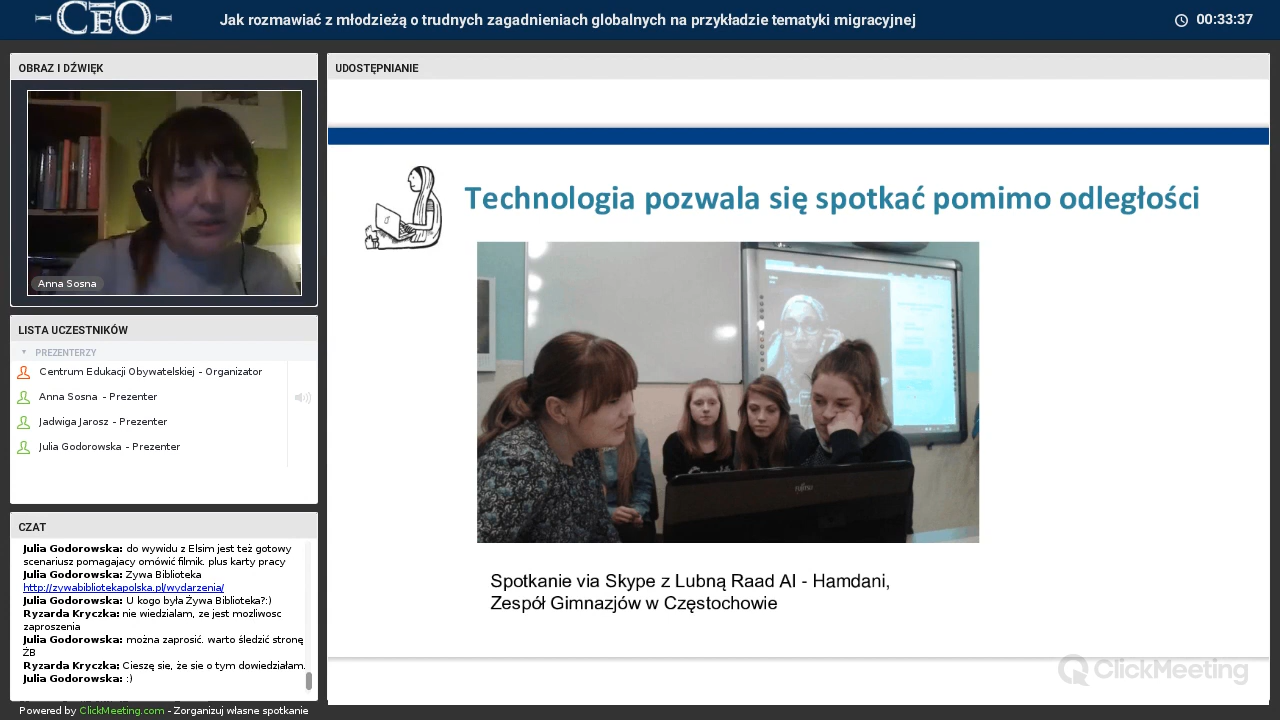 CEO
Jak rozmawiać z młodzieżą o trudnych zagadnieniach globalnych na przykładzie tematyki migracyjnej
00:33:37
OBRAZ I DŹWIĘK
Anna Sosna
LISTA UCZESTNIKÓW
PREZENTERZY
Centrum Edukacji Obywatelskiej - Organizator
Anna Sosna - Prezenter
Jadwiga Jarosz - Prezenter
Julia Godorowska - Prezenter
CZAT
Julia Godorowska: do wywidu z Elsim jest też gotowy
scenariusz pomagajacy omówić filmik. plus karty pracy
Julia Godorowska: Zywa Biblioteka
http://zywabibliotekapolska.pl/wydarzenia/
Julia Godorowska: U kogo była Żywa Biblioteka?:)
Ryzarda Kryczka: nie wiedzialam, ze jest mozliwosc
zaproszenia
Julia Godorowska: można zaprosić. warto śledzić stronę
ŻB
Ryzarda Kryczka: Cieszę sie, że sie o tym dowiedziałam.
Julia Godorowska: :)
Powered by ClickMeeting.com - Zorganizuj własne spotkanie
UDOSTĘPNIANIE
Technologia pozwala się spotkać pomimo odległości
FUJITSU
Spotkanie via Skype z Lubną Raad Al - Hamdani,
Zespół Gimnazjów w Częstochowie
ClickMeeting